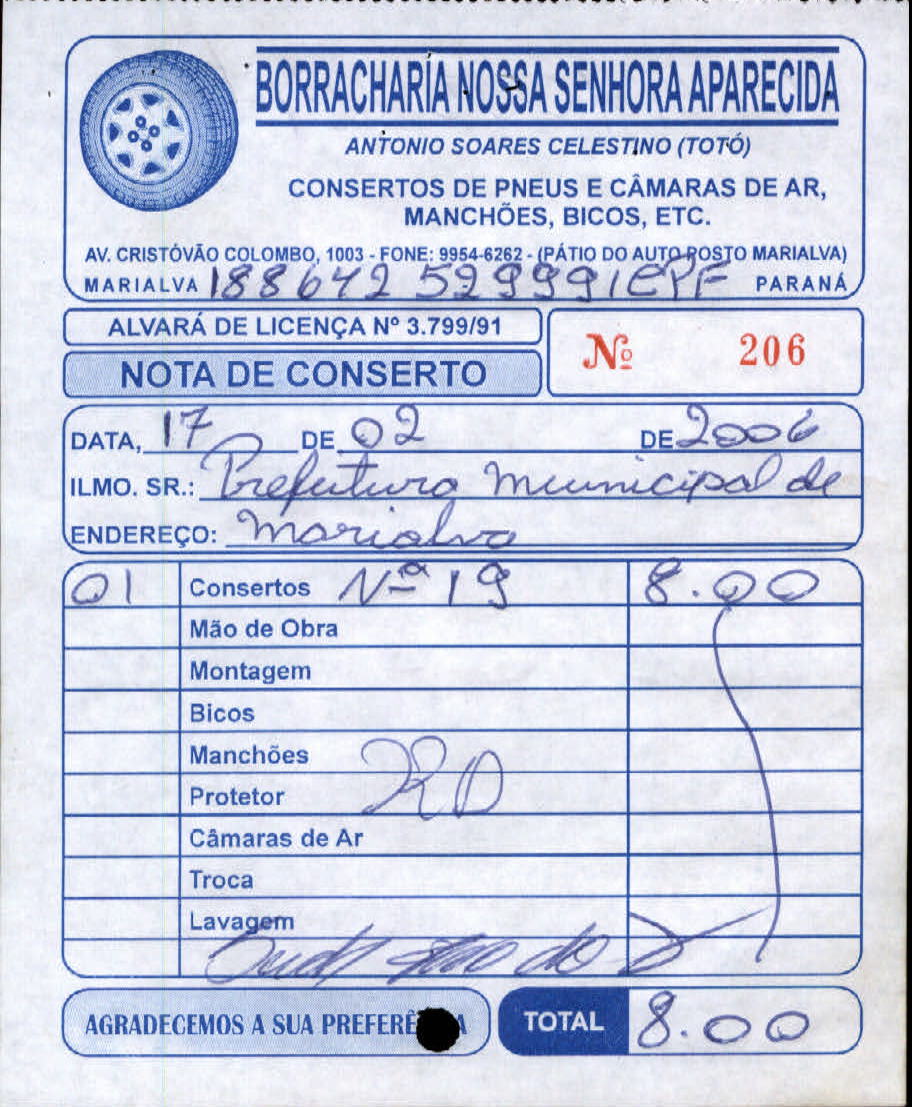 BORRACHARIA NOSSA SENHORA APARECIDA
ANTONIO SOARES CELESTINO (TOTÓ)
CONSERTOS DE PNEUS E CÂMARAS DE AR,
MANCHÕES, BICOS, ETC.
AV. CRISTÓVÃO COLOMBO, 1003 - FONE: 9954-6262 - (PÁTIO DO AUTO POSTO MARIALVA)
MARIALVA 188642 529991 CPF PARANÁ
ALVARÁ DE LICENÇA Nº 3.799/91
NOTA DE CONSERTO
Nº 206
DATA, 17 DE 02 DE 2006
ILMO. SR.: Prefeitura Municipal de
ENDEREÇO: Marialva
01 Consertos Nº 19 8.00
Mão de Obra
Montagem
Bicos
Manchões
Protetor
Câmaras de Ar
Troca
Lavagem
AGRADECEMOS A SUA
TOTAL 8.00